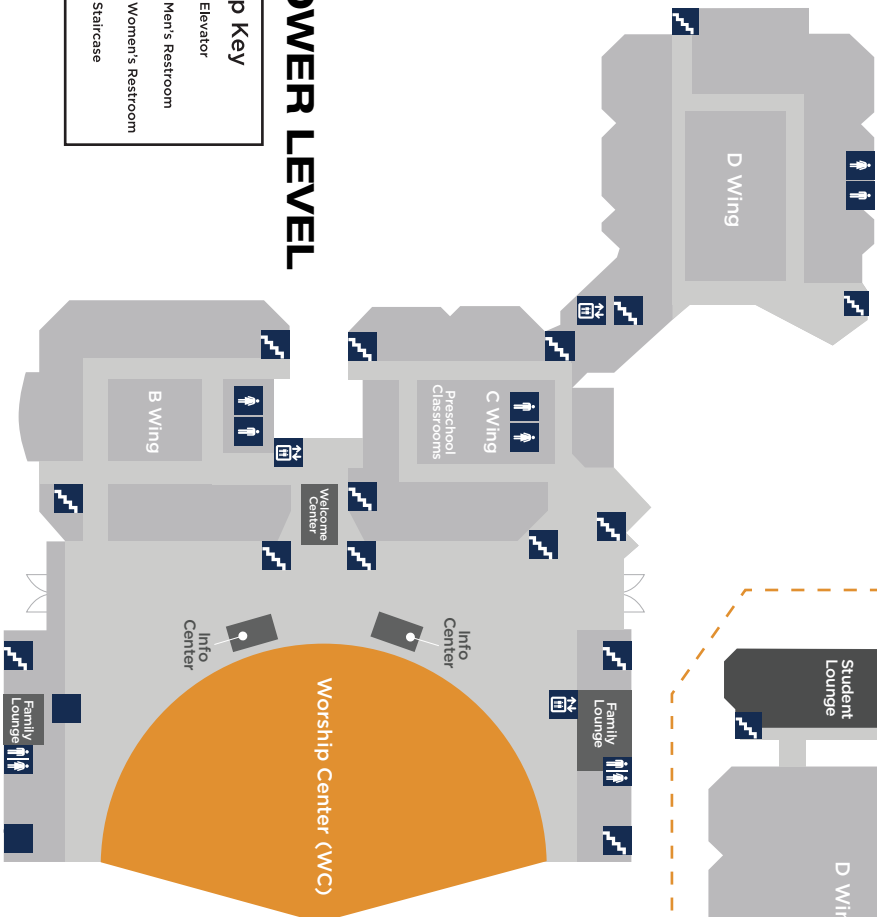 OWER LEVEL
p Key
Elevator
Men's Restroom
Women's Restroom
Staircase
D Wing
B Wing
C Wing
Preschool
Classrooms
Welcome
Center
Info
Center
Info
Center
Worship Center (WC)
Family
Lounge
Family
Lounge
Student
Lounge
D Win